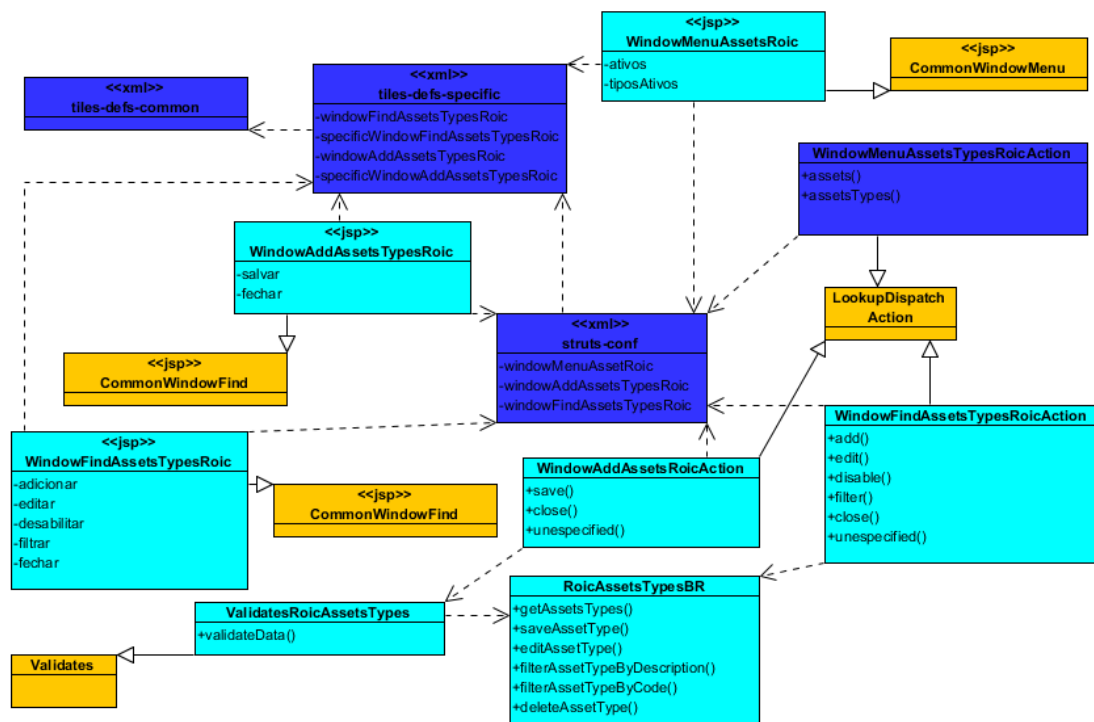 <<jsp>>
WindowMenuAssetsRoic
-ativos
-tiposAtivos
<<jsp>>
CommonWindowMenu
<<xml>>
tiles-defs-common
<<xml>>
tiles-defs-specific
-windowFindAssetsTypesRoic
-specificWindowFindAssetsTypesRoic
-windowAddAssetsTypesRoic
-specificWindowAddAssetsTypesRoic
WindowMenuAssetsTypesRoicAction
+assets()
+assetsTypes()
<<jsp>>
WindowAddAssetsTypesRoic
-salvar
-fechar
LookupDispatch
Action
<<xml>>
struts-conf
-windowMenuAssetRoic
-windowAddAssetsTypesRoic
-windowFindAssetsTypesRoic
<<jsp>>
CommonWindowFind
<<jsp>>
WindowFindAssetsTypesRoic
-adicionar
-editar
-desabilitar
-filtrar
-fechar
<<jsp>>
CommonWindowFind
WindowAddAssetsRoicAction
+save()
+close()
+unespecified()
WindowFindAssetsTypesRoicAction
+add()
+edit()
+disable()
+filter()
+close()
+unespecified()
ValidatesRoicAssetsTypes
+validateData()
RoicAssetsTypesBR
+getAssetsTypes()
+saveAssetType()
+editAssetType()
+filterAssetTypeByDescription()
+filterAssetTypeByCode()
+deleteAssetType()
Validates